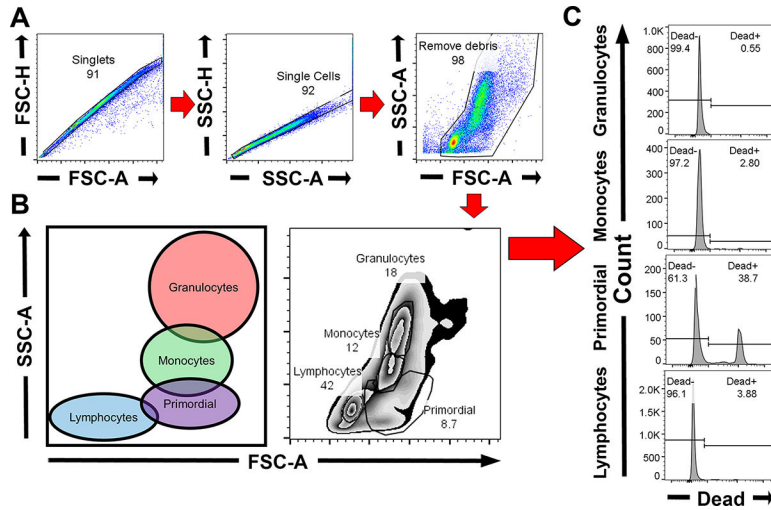 A
FSC-H
Singlets
91
FSC-A
SSC-H
Single Cells
92
SSC-A
SSC-A
Remove debris
98
FSC-A
B
SSC-A
Granulocytes
Monocytes
Lymphocytes
Primordial
Granulocytes
18
Monocytes
12
Lymphocytes
42
Primordial
8.7
FSC-A
C
Count
Granulocytes
1.0K
800
600
400
200
0
Dead- Dead+
99.4 0.55
Monocytes
400
300
200
100
0
Dead- Dead+
97.2 2.80
Primordial
200
150
100
50
0
Dead- Dead+
61.3 38.7
Lymphocytes
2.0K
1.5K
1.0K
500
0
Dead- Dead+
96.1 3.88
Dead